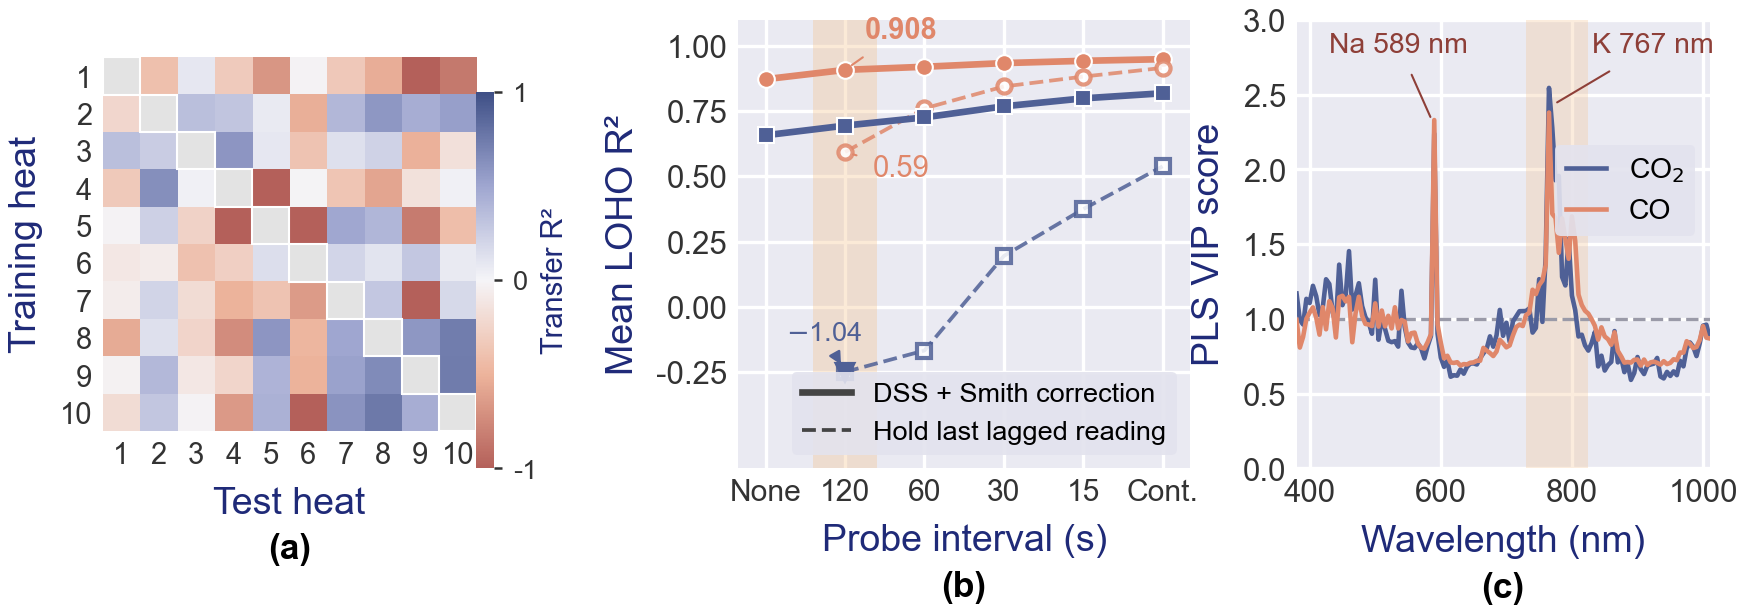 1
2
3
4
5
6
7
8
9
10
Training heat
1 2 3 4 5 6 7 8 9 10
Test heat
1
0
-1
Transfer R²
(a)
1.00
0.75
0.50
0.25
0.00
-0.25
Mean LOHO R²
0.908
0.59
−1.04
DSS + Smith correction
Hold last lagged reading
None 120 60 30 15 Cont.
Probe interval (s)
(b)
3.0
2.5
2.0
1.5
1.0
0.5
0.0
PLS VIP score
Na 589 nm
K 767 nm
CO₂
CO
400 600 800 1000
Wavelength (nm)
(c)